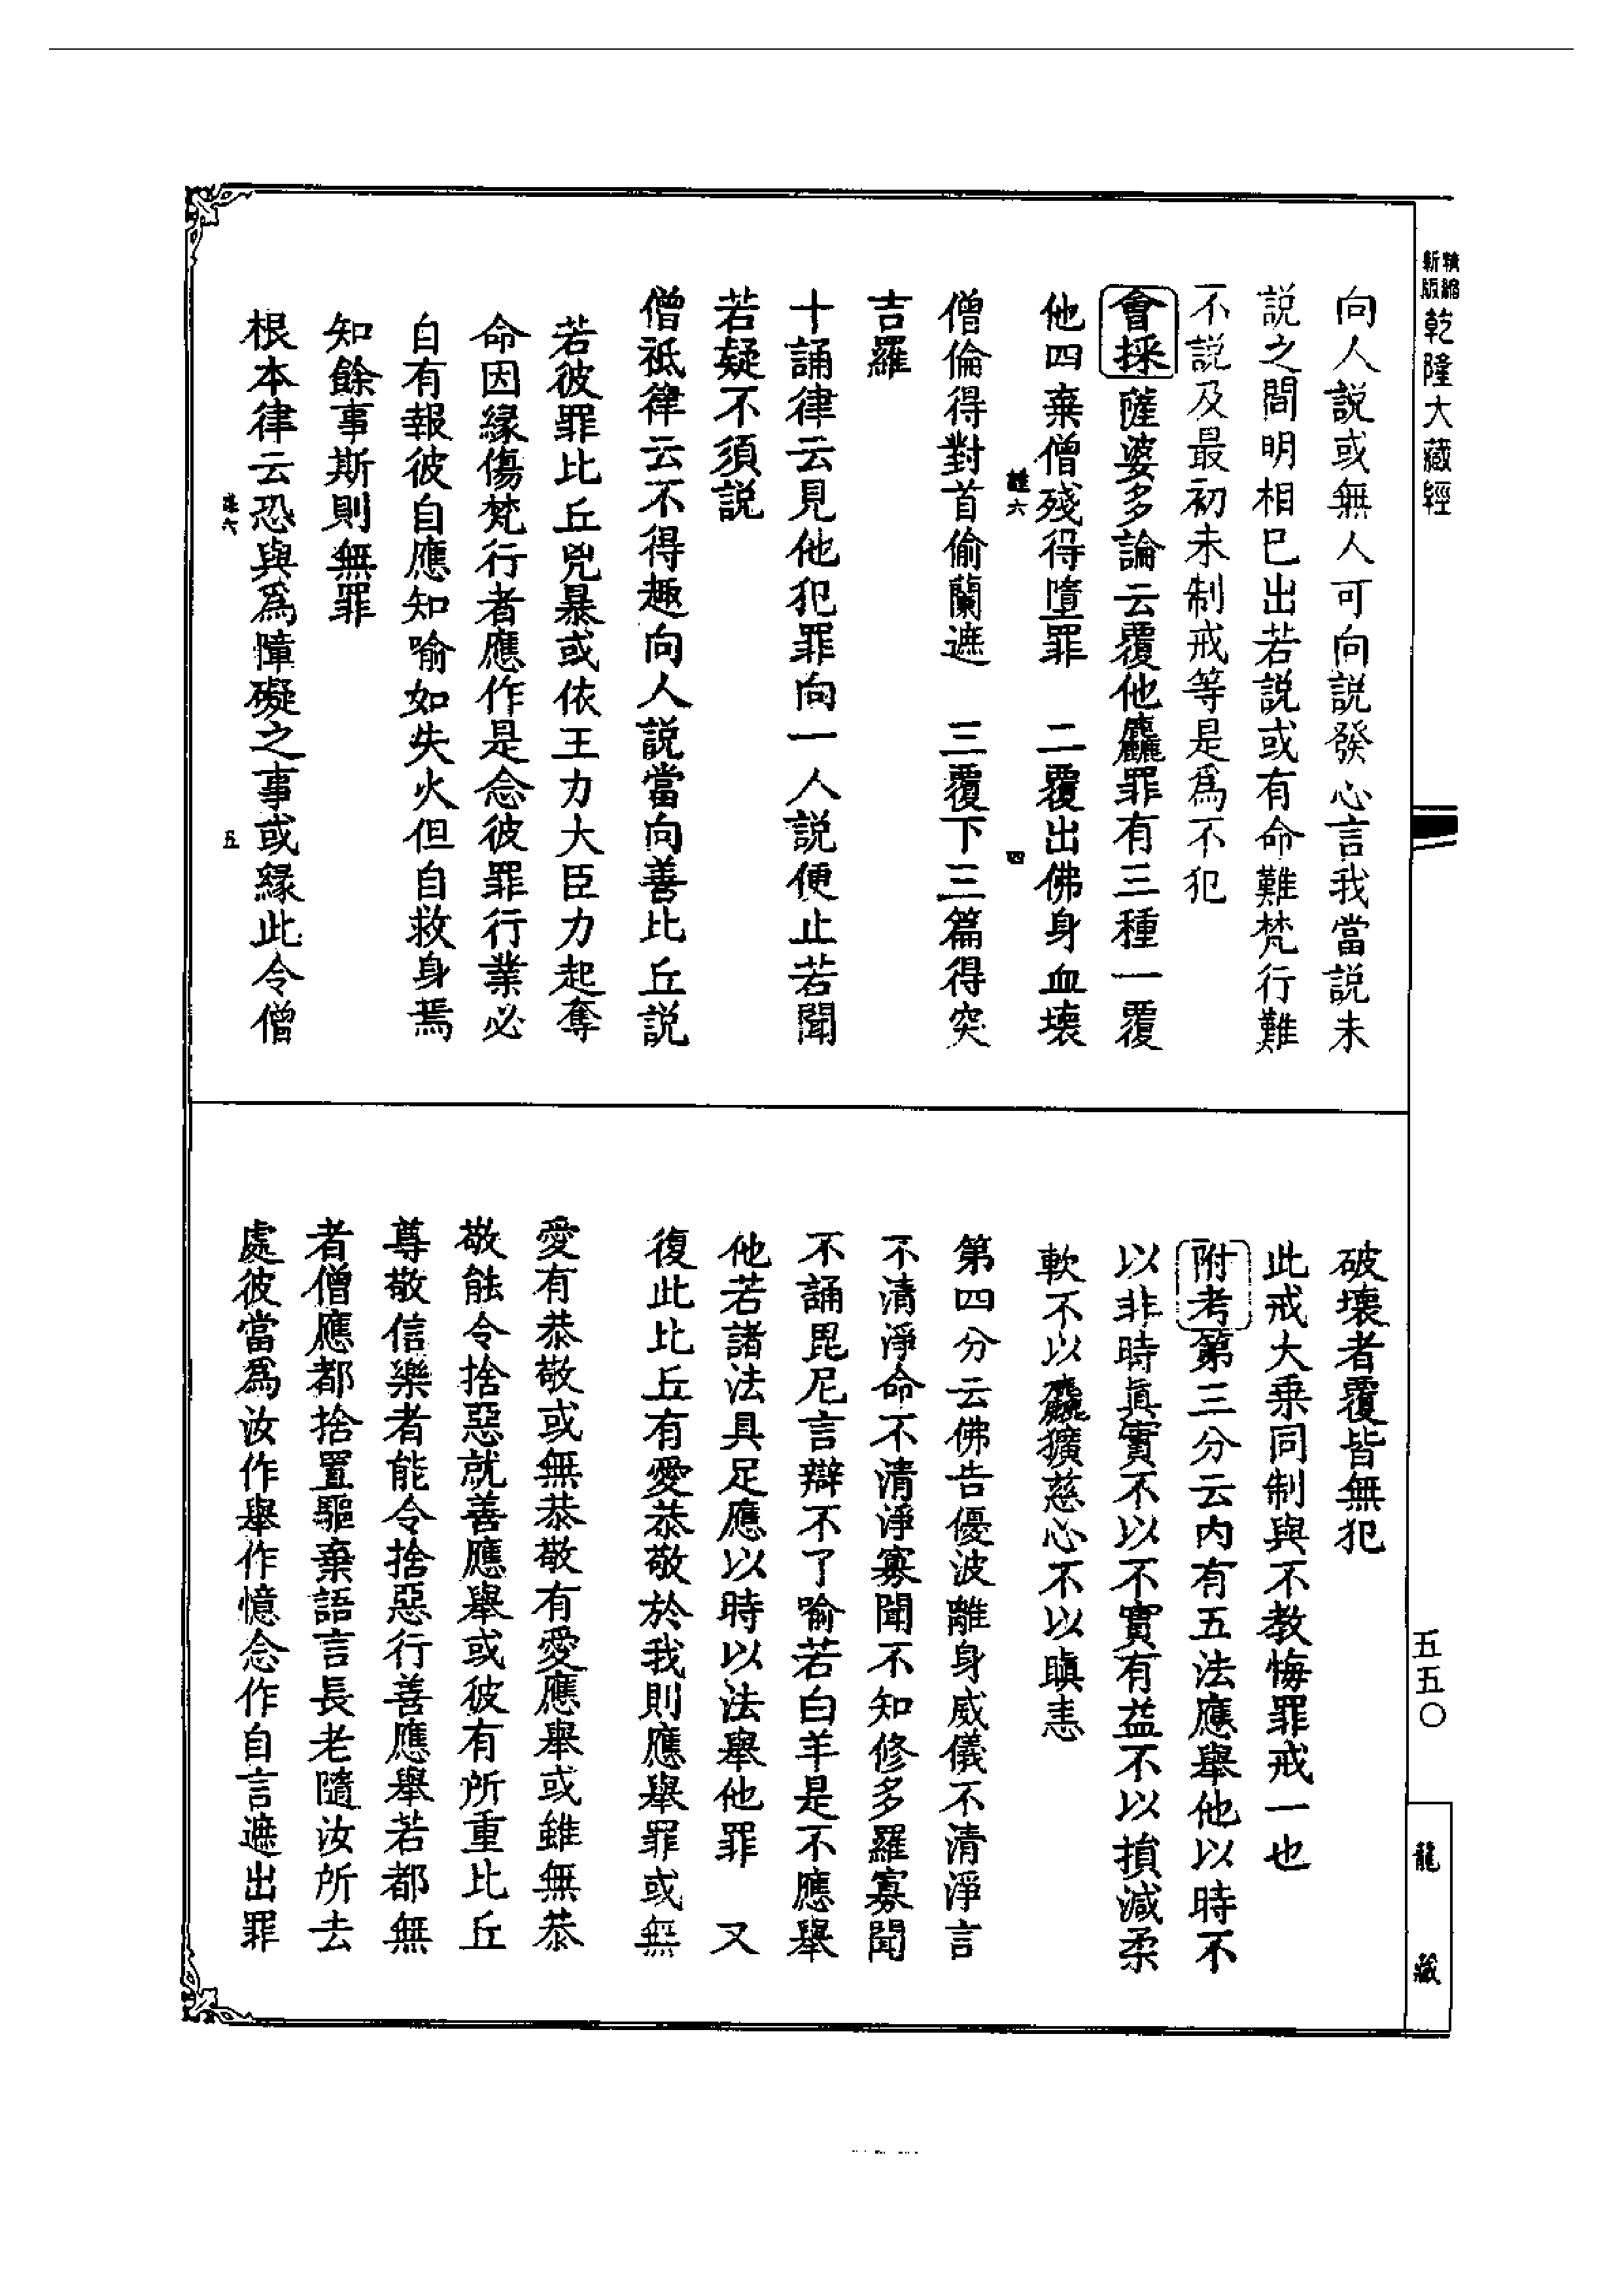 精縮新版乾隆大藏經
向人說或無人可向說發心言我當說未
說之間明相已出若說或有命難梵行難
不說及最初未制戒等是爲不犯
會採薩婆多論云覆他麤罪有三種一覆
他四棄僧殘得墮罪　二覆出佛身血壞
四
僧倫得對首偷蘭遮　三覆下三篇得突
吉羅
十誦律云見他犯罪向一人說便止若聞
若疑不須說
僧祇律云不得趣向人說當向善比丘說
若彼罪比丘兇暴或依王力大臣力起奪
命因緣傷梵行者應作是念彼罪行業必
自有報彼自應知喻如失火但自救身焉
知餘事斯則無罪
根本律云恐與爲障礙之事或緣此令僧
五
破壞者覆皆無犯
此戒大乘同制與不教悔罪戒一也
附考第三分云內有五法應舉他以時不
以非時眞實不以不實有益不以損減柔
軟不以麤獷慈心不以瞋恚
第四分云佛告優波離身威儀不清淨言
不清淨命不清淨寡聞不知修多羅寡聞
不誦毘尼言辯不了喻若白羊是不應舉
他若諸法具足應以時以法舉他罪　又
復此比丘有愛恭敬於我則應舉罪或無
愛有恭敬或無恭敬有愛應舉或雖無恭
敬能令捨惡就善應舉或彼有所重比丘
尊敬信樂者能令捨惡行善應舉若都無
者僧應都捨置驅棄語言長老隨汝所去
處彼當爲汝作舉作憶念作自言遮出罪
五五〇
龍藏